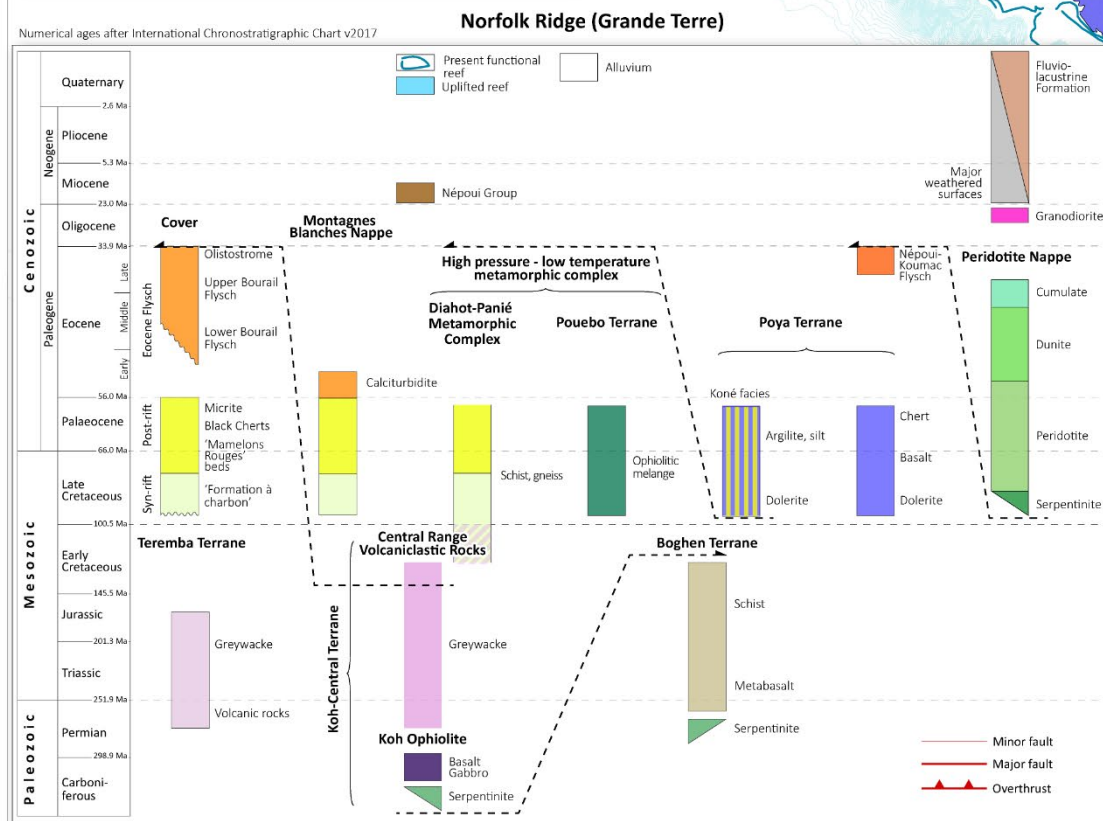 Norfolk Ridge (Grande Terre)
Numerical ages after International Chronostratigraphic Chart v2017
Present functional
reef
Uplifted reef
Alluvium
Cenozoic
Mesozoic
Paleozoic
Neogene
Paleogene
Quaternary
2.6 Ma
Pliocene
5.3 Ma
Miocene
23.0 Ma
Oligocene
33.9 Ma
Eocene
Late
Middle
Early
56.0 Ma
Palaeocene
66.0 Ma
Late
Cretaceous
100.5 Ma
Early
Cretaceous
145.5 Ma
Jurassic
201.3 Ma
Triassic
251.9 Ma
Permian
298.9 Ma
Carboni-
ferous
Cover
Eocene Flysch
Olistostrome
Upper Bourail
Flysch
Lower Bourail
Flysch
Post-rift
Micrite
Black Cherts
'Mamelons
Rouges'
beds
Syn-rift
'Formation à
charbon'
Teremba Terrane
Greywacke
Volcanic rocks
Montagnes
Blanches Nappe
Calciturbidite
Népoui Group
High pressure - low temperature
metamorphic complex
Diahot-Panié
Metamorphic
Complex
Schist, gneiss
Pouebo Terrane
Ophiolitic
melange
Central Range
Volcaniclastic Rocks
Koh-Central Terrane
Greywacke
Koh Ophiolite
Basalt
Gabbro
Serpentinite
Boghen Terrane
Schist
Metabasalt
Serpentinite
Poya Terrane
Koné facies
Argilite, silt
Dolerite
Chert
Basalt
Dolerite
Népoui-
Koumac
Flysch
Fluvio-
lacustrine
Formation
Major
weathered
surfaces
Granodiorite
Peridotite Nappe
Cumulate
Dunite
Peridotite
Serpentinite
Minor fault
Major fault
Overthrust